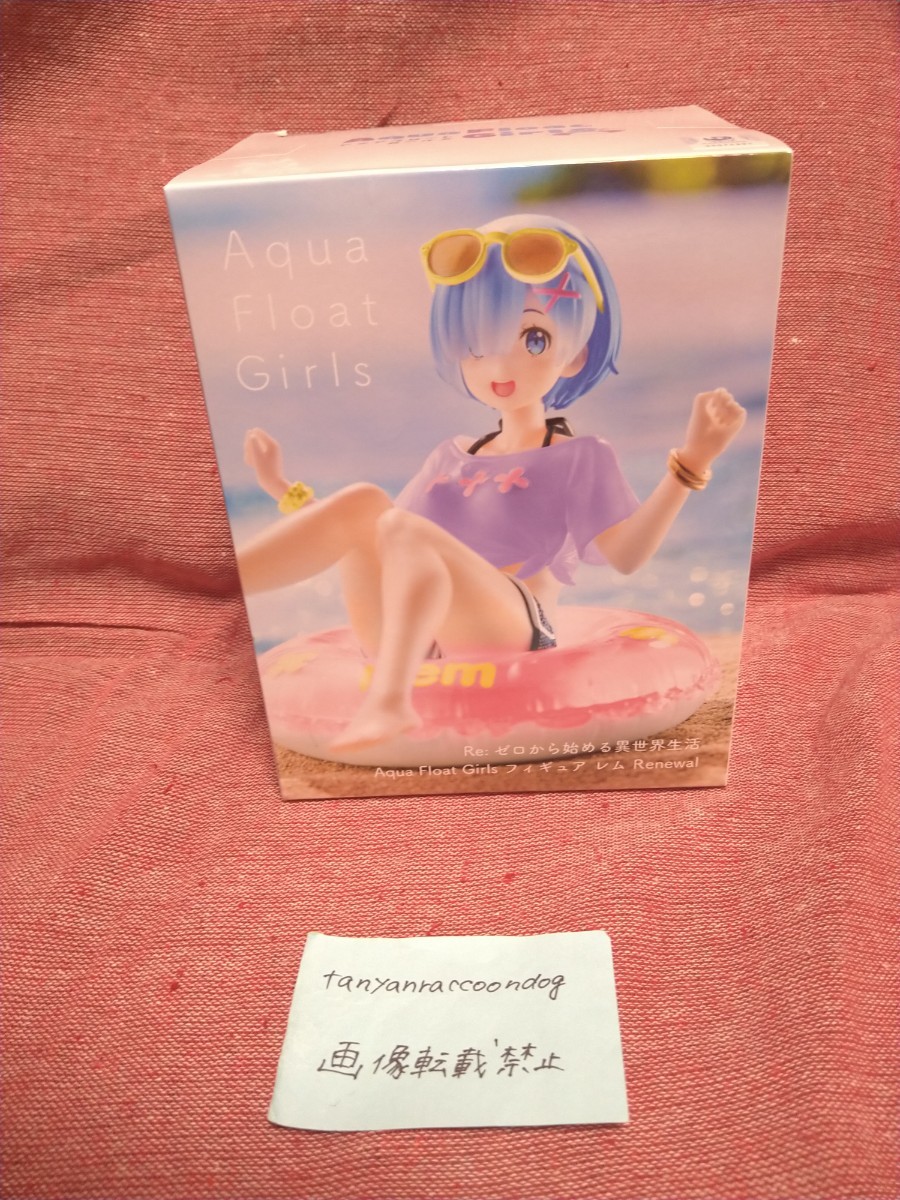 Aqua
Float
Girls
Re: ゼロから始める異世界生活
Aqua Float Girls フィギュア レム Renewal
tanyanraccoondog
画像転載禁止